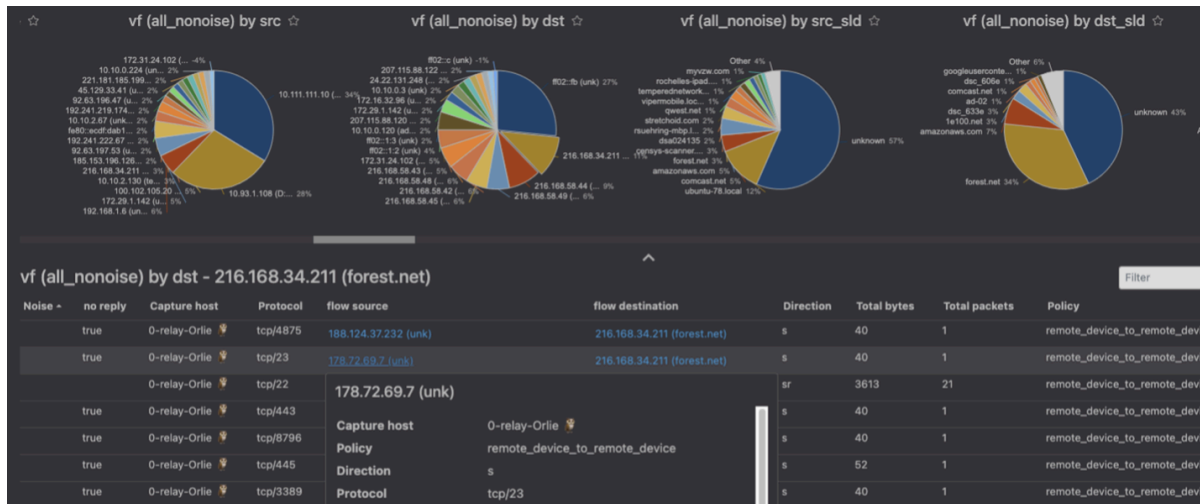 vf (all_nonoise) by src
vf (all_nonoise) by dst
vf (all_nonoise) by src_sld
vf (all_nonoise) by dst_sld
172.31.24.102 (... -4%
10.10.0.224 (un... 2%
221.181.185.199... 2%
45.129.33.41 (u... 2%
92.63.196.47 (u... 2%
192.241.219.174... 2%
10.10.2.67 (unk... 2%
fe80::ecdf:dab1... 2%
192.241.222.67 ... 2%
92.63.197.53 (u... 2%
185.153.196.126... 2%
216.168.34.211 ... 3%
10.10.2.130 (te... 3%
100.102.105.20 ... 5%
172.29.1.142 (u... 5%
192.168.1.6 (un... 6%
10.111.111.10 (... 34%
10.93.1.108 (D:... 28%
ff02::c (unk) -1%
207.115.88.122 ... 2%
24.22.131.248 (... 2%
10.10.0.3 (unk) 2%
172.16.32.96 (u... 2%
172.29.1.142 (u... 2%
207.115.88.120 ... 2%
10.10.0.120 (ad... 2%
ff02::1:3 (unk) 2%
ff02::1:2 (unk) 4%
172.31.24.102 (... 5%
216.168.58.43 (... 5%
216.168.58.48 (... 6%
216.168.58.42 (... 6%
216.168.58.45 (... 6%
ff02::fb (unk) 27%
216.168.34.211 ... 11%
216.168.58.44 (... 9%
216.168.58.49 (... 6%
Other 4%
myvzw.com 1%
rochelles-ipad.... 1%
temperednetwork... 1%
vipermobile.loc... 1%
qwest.net 1%
stretchoid.com 2%
rsuehring-mbp.l... 2%
dsa024135 2%
censys-scanner.... 3%
forest.net 3%
amazonaws.com 5%
comcast.net 5%
ubuntu-78.local 12%
unknown 57%
Other 6%
googleuserconte... 1%
dsc_606e 1%
comcast.net 1%
ad-02 1%
dsc_633e 3%
1e100.net 3%
amazonaws.com 7%
forest.net 34%
unknown 43%
vf (all_nonoise) by dst - 216.168.34.211 (forest.net)
Filter
Noise no reply Capture host Protocol flow source flow destination Direction Total bytes Total packets Policy
true 0-relay-Orlie tcp/4875 188.124.37.232 (unk) 216.168.34.211 (forest.net) s 40 1 remote_device_to_remote_dev
true 0-relay-Orlie tcp/23 178.72.69.7 (unk) 216.168.34.211 (forest.net) s 40 1 remote_device_to_remote_dev
0-relay-Orlie tcp/22 sr 3613 21 remote_device_to_remote_dev
true 0-relay-Orlie tcp/443 s 40 1 remote_device_to_remote_dev
true 0-relay-Orlie tcp/8796 s 40 1 remote_device_to_remote_dev
true 0-relay-Orlie tcp/445 s 52 1 remote_device_to_remote_dev
true 0-relay-Orlie tcp/3389 s 40 1 remote_device_to_remote_dev
178.72.69.7 (unk)
Capture host 0-relay-Orlie
Policy remote_device_to_remote_device
Direction s
Protocol tcp/23